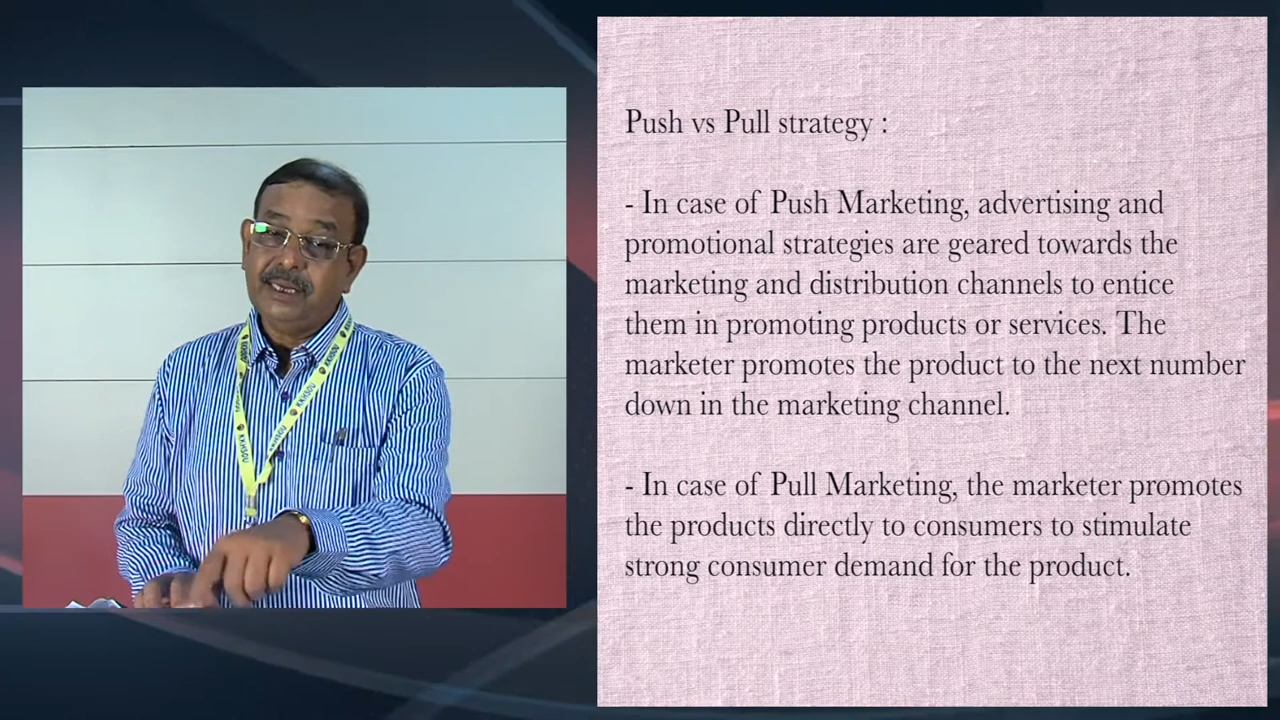 Push vs Pull strategy :
- In case of Push Marketing, advertising and
promotional strategies are geared towards the
marketing and distribution channels to entice
them in promoting products or services. The
marketer promotes the product to the next number
down in the marketing channel.
- In case of Pull Marketing, the marketer promotes
the products directly to consumers to stimulate
strong consumer demand for the product.